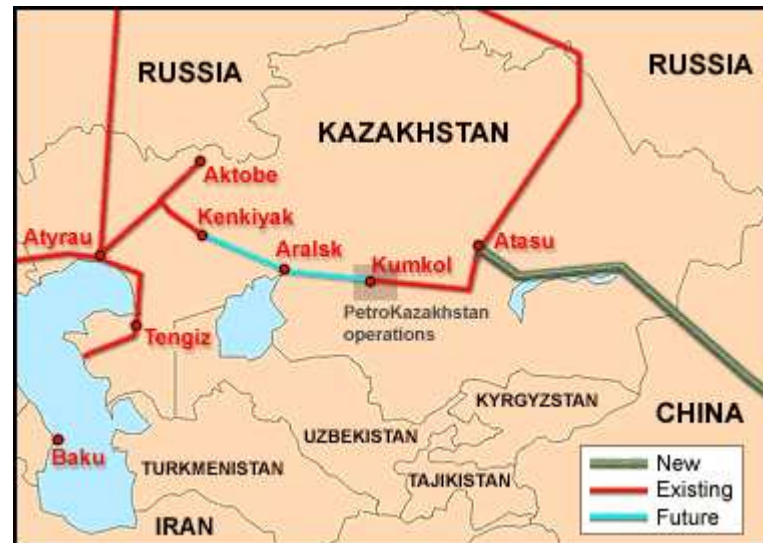 RUSSIA
RUSSIA
KAZAKHSTAN
Aktobe
Kenkiyak
Atyrau
Aralsk
Kumkol
Atasu
PetroKazakhstan
operations
Tengiz
KYRGYZSTAN
CHINA
UZBEKISTAN
Baku
TURKMENISTAN
TAJIKISTAN
IRAN
New
Existing
Future